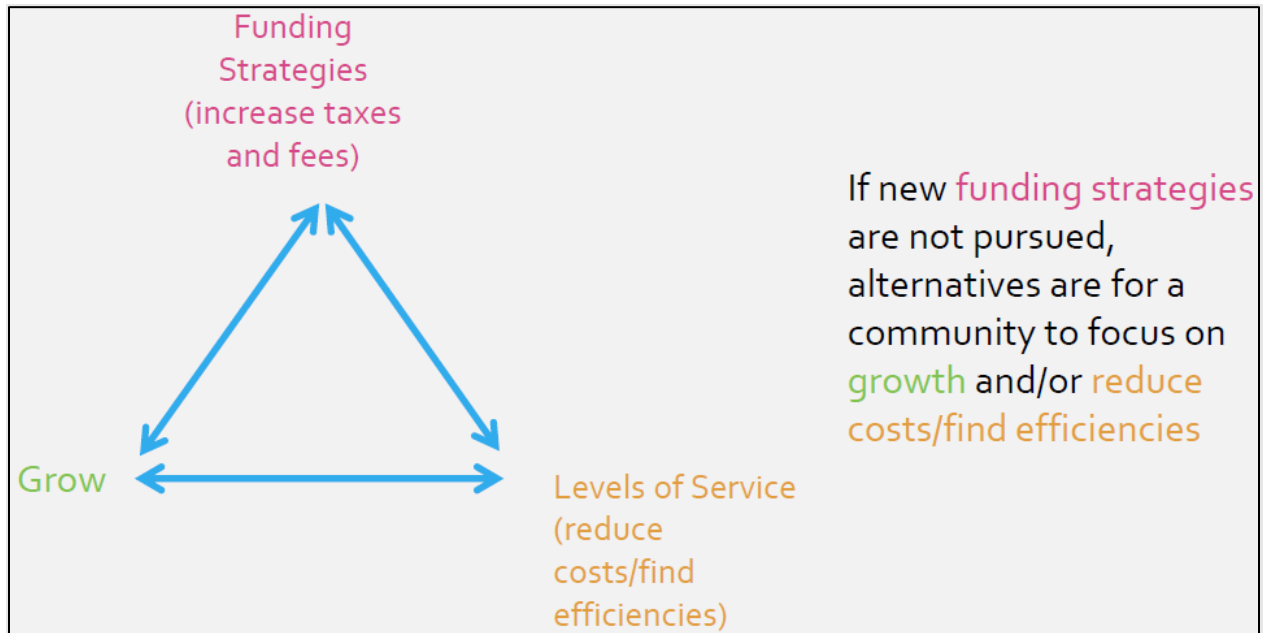 Funding
Strategies
(increase taxes
and fees)
If new funding strategies
are not pursued,
alternatives are for a
community to focus on
growth and/or reduce
costs/find efficiencies
Grow
Levels of Service
(reduce
costs/find
efficiencies)